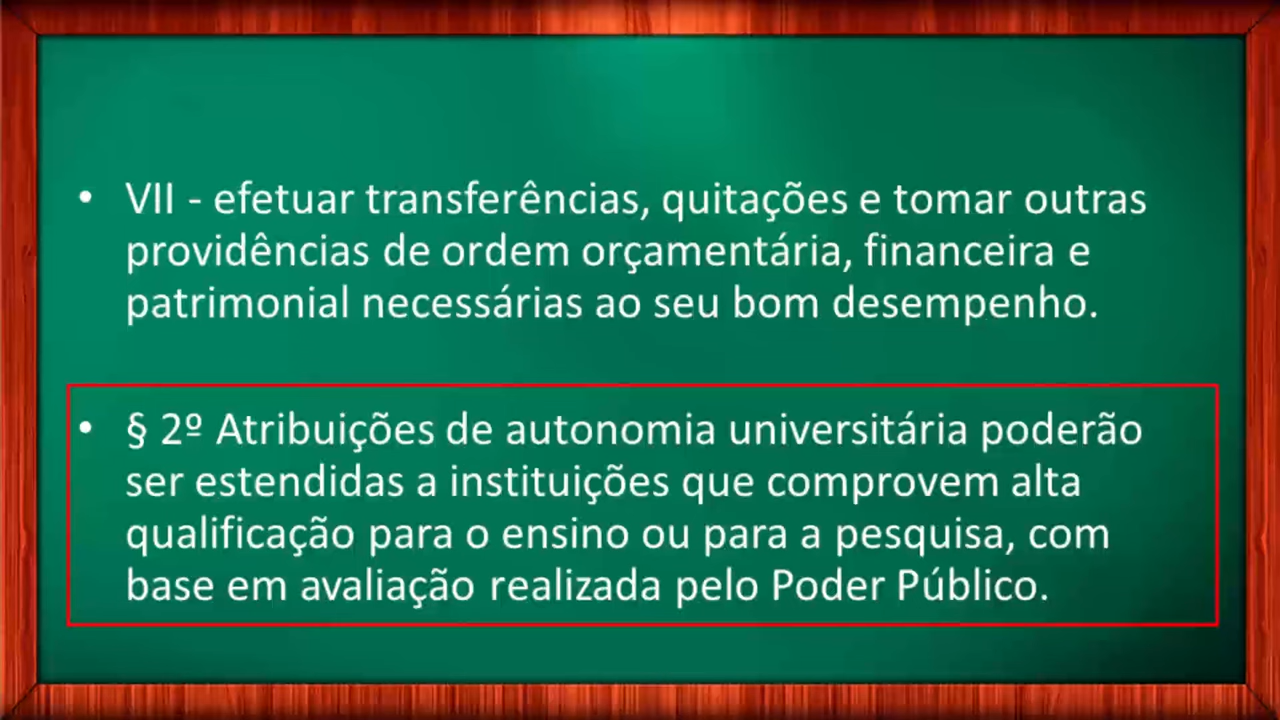 • VII - efetuar transferências, quitações e tomar outras
providências de ordem orçamentária, financeira e
patrimonial necessárias ao seu bom desempenho.
• § 2º Atribuições de autonomia universitária poderão
ser estendidas a instituições que comprovem alta
qualificação para o ensino ou para a pesquisa, com
base em avaliação realizada pelo Poder Público.